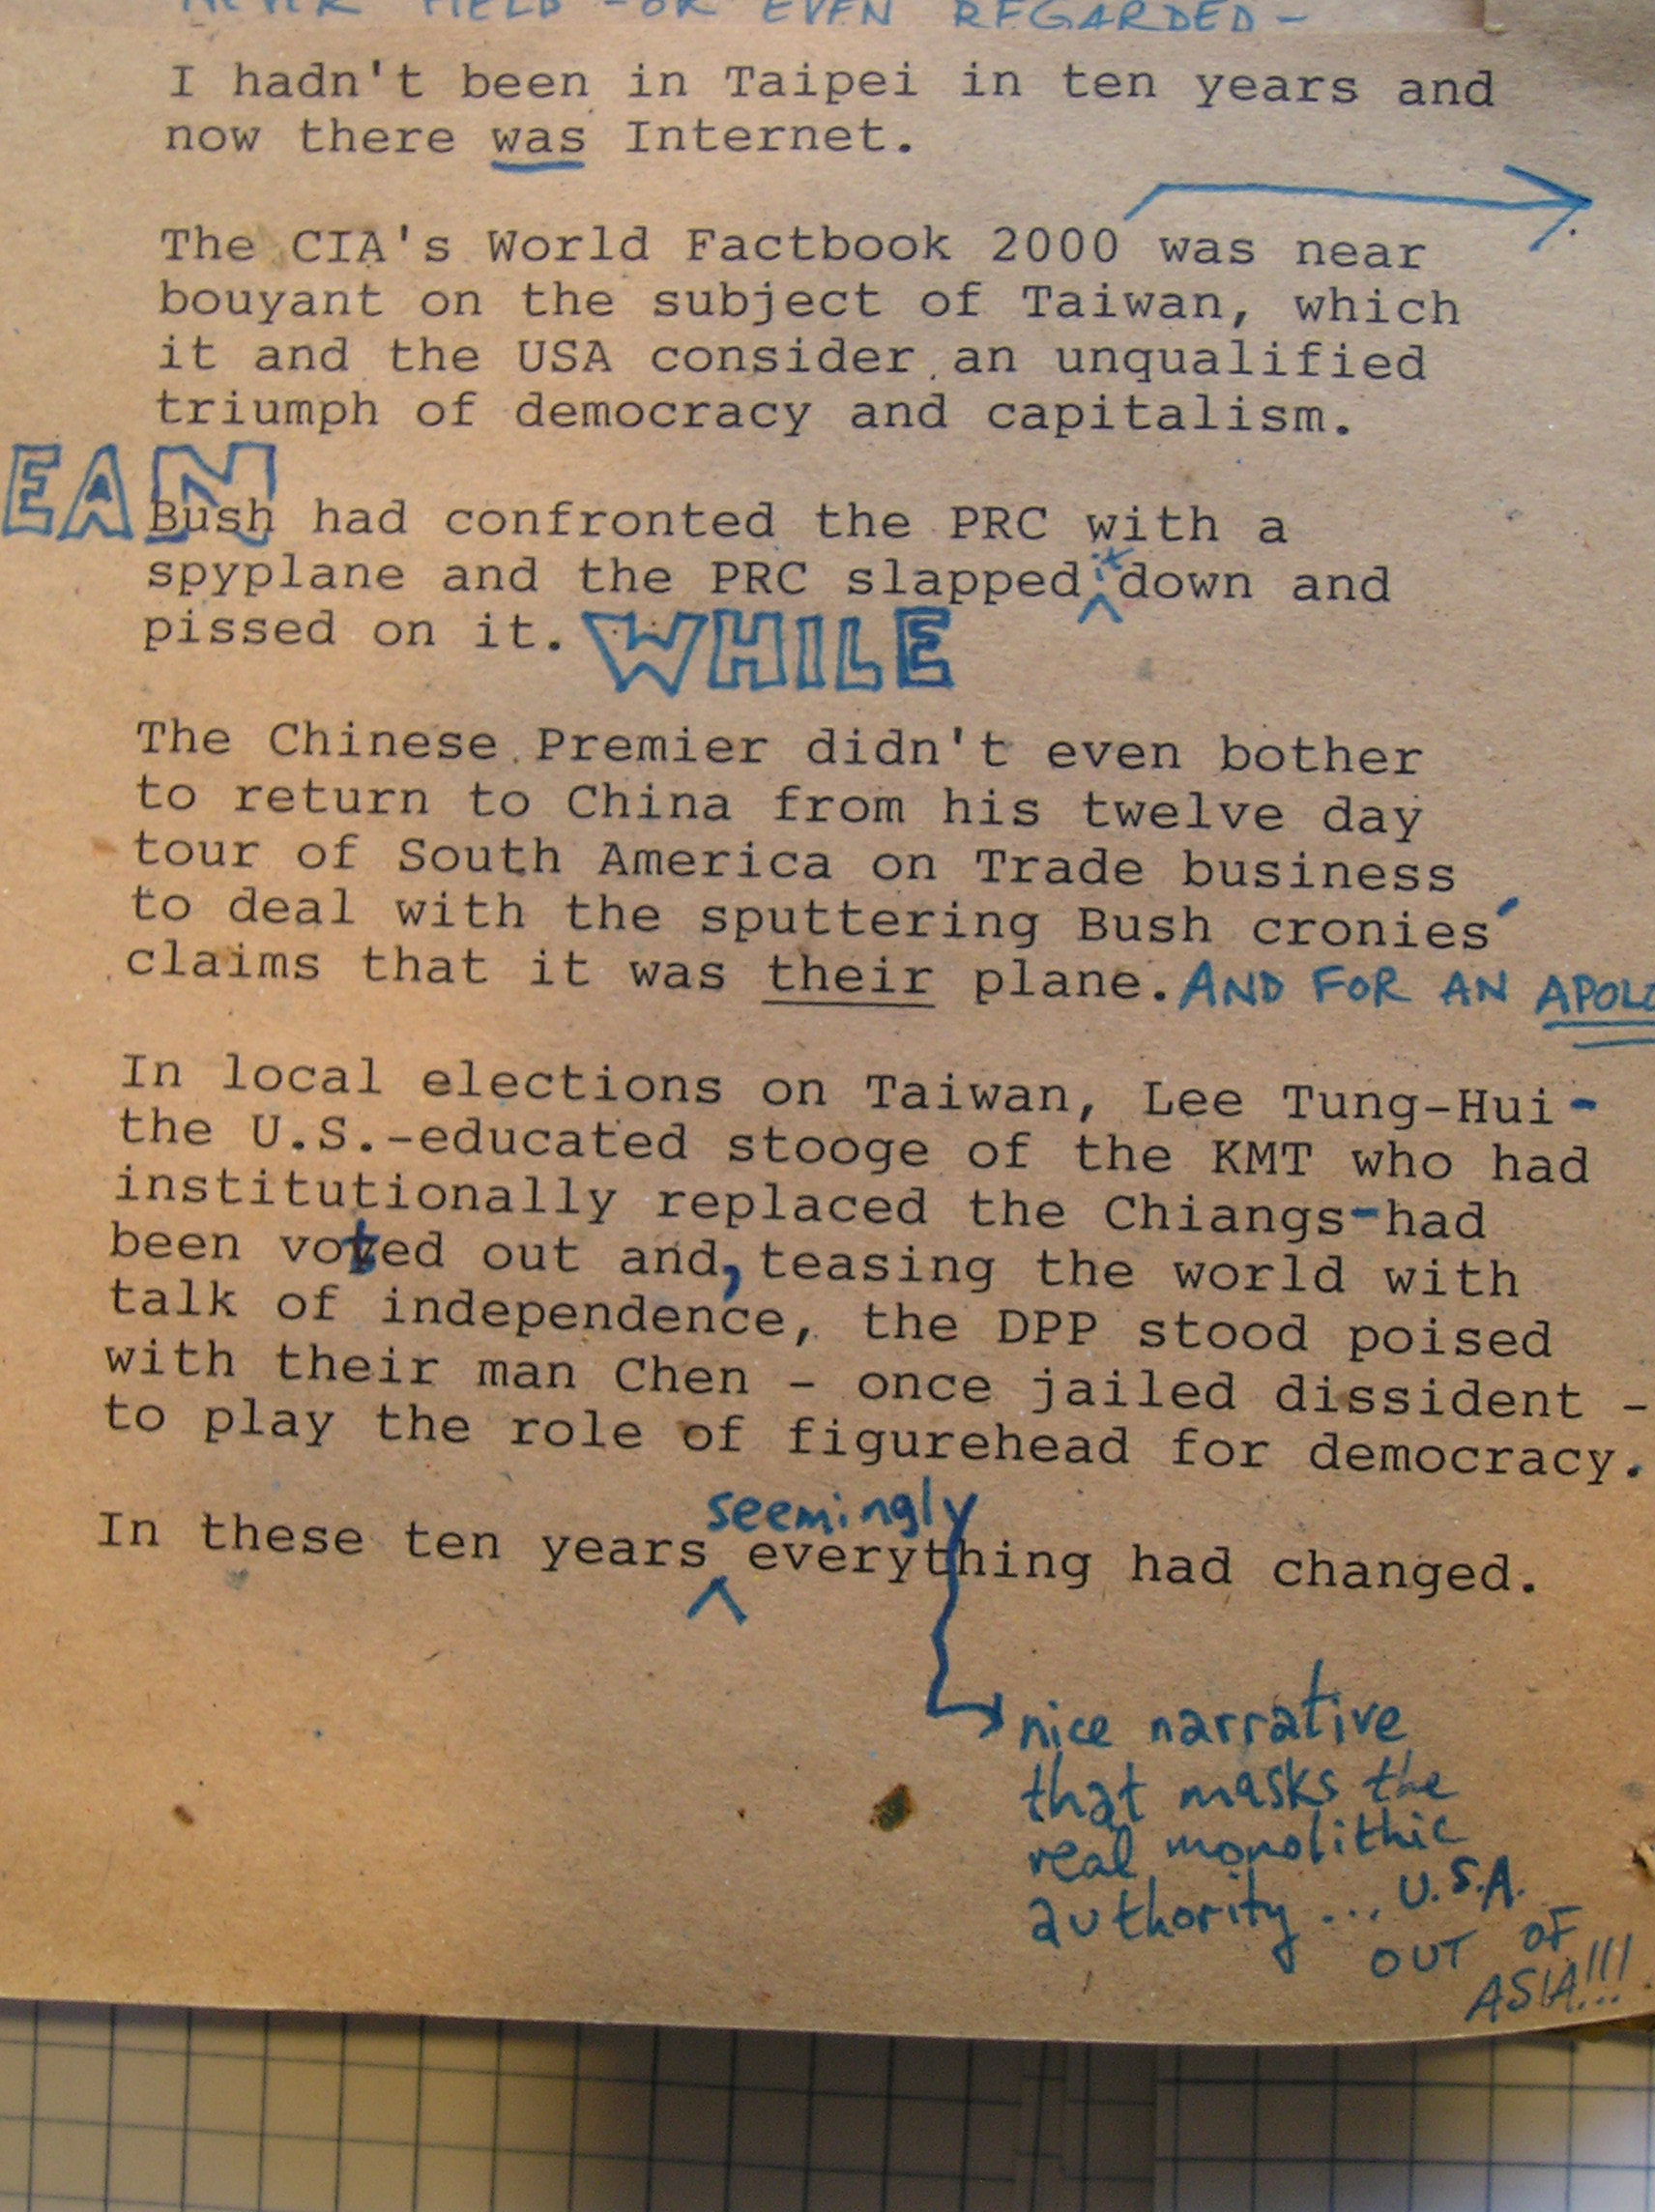 NEVER HELD - OR EVEN REGARDED -
I hadn't been in Taipei in ten years and
now there was Internet.
The CIA's World Factbook 2000 was near
bouyant on the subject of Taiwan, which
it and the USA consider an unqualified
triumph of democracy and capitalism.
EAN
Bush had confronted the PRC with a
it
spyplane and the PRC slapped down and
pissed on it. WHILE
The Chinese Premier didn't even bother
to return to China from his twelve day
tour of South America on Trade business
to deal with the sputtering Bush cronies'
claims that it was their plane. AND FOR AN APOLO
In local elections on Taiwan, Lee Tung-Hui-
the U.S.-educated stooge of the KMT who had
institutionally replaced the Chiangs-had
been voted out and, teasing the world with
talk of independence, the DPP stood poised
with their man Chen - once jailed dissident -
to play the role of figurehead for democracy.
seemingly
In these ten years everything had changed.
nice narrative
that masks the
real monolithic
authority ... U.S.A.
OUT OF
ASIA!!!